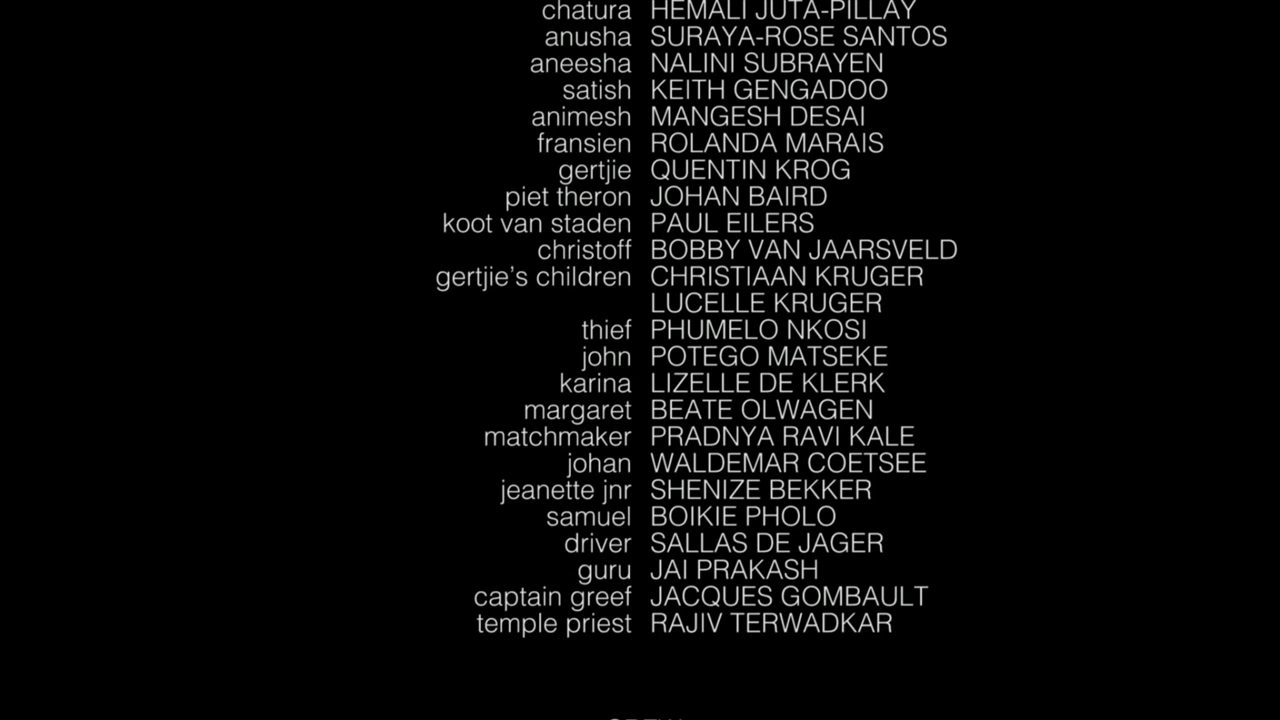 chatura HEMALI JUTA-PILLAY
anusha SURAYA-ROSE SANTOS
aneesha NALINI SUBRAYEN
satish KEITH GENGADOO
animesh MANGESH DESAI
fransien ROLANDA MARAIS
gertjie QUENTIN KROG
piet theron JOHAN BAIRD
koot van staden PAUL EILERS
christoff BOBBY VAN JAARSVELD
gertjie's children CHRISTIAAN KRUGER
LUCELLE KRUGER
thief PHUMELO NKOSI
john POTEGO MATSEKE
karina LIZELLE DE KLERK
margaret BEATE OLWAGEN
matchmaker PRADNYA RAVI KALE
johan WALDEMAR COETSEE
jeanette jnr SHENIZE BEKKER
samuel BOIKIE PHOLO
driver SALLAS DE JAGER
guru JAI PRAKASH
captain greef JACQUES GOMBAULT
temple priest RAJIV TERWADKAR